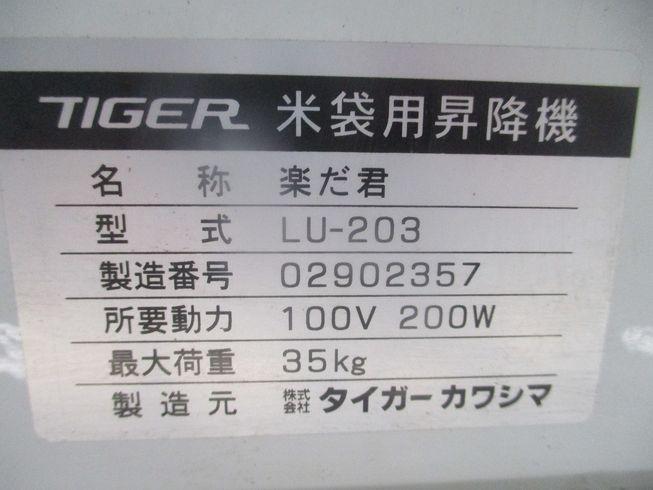 TIGER 米袋用昇降機
名称 楽だ君
型式 LU-203
製造番号 02902357
所要動力 100V 200W
最大荷重 35kg
製造元 株式会社 タイガーカワシマ